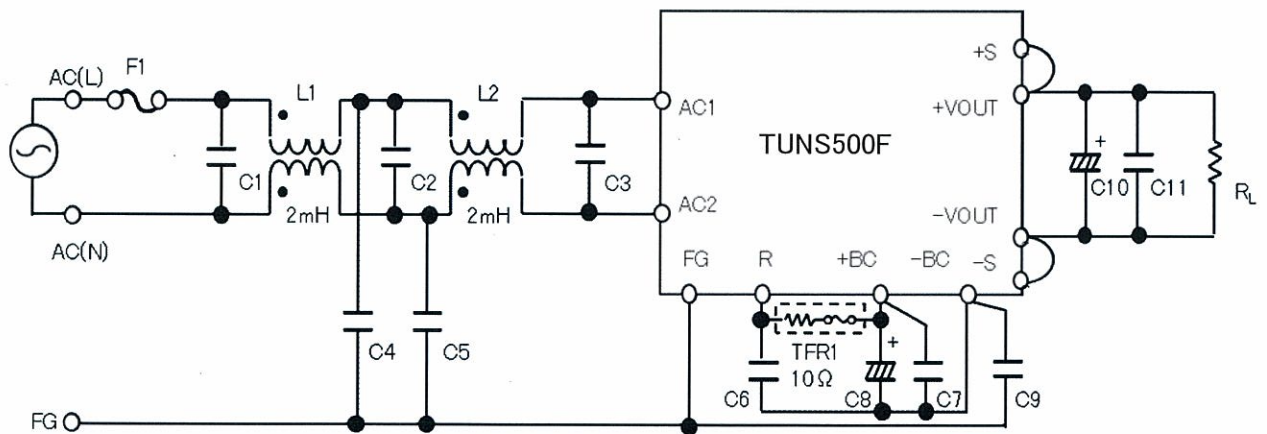 AC(L)
F1
L1
L2
C1
2mH
C2
2mH
C3
AC(N)
C4
C5
FG
TUNS500F
AC1
AC2
FG
R
+BC
-BC
-S
+S
+VOUT
-VOUT
TFR1
10Ω
C6
+
C8
C7
C9
+
C10
C11
RL